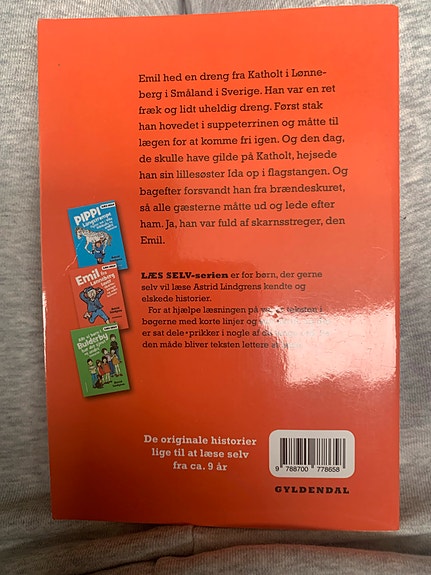 Emil hed en dreng fra Katholt i Lønne-
berg i Småland i Sverige. Han var en ret
fræk og lidt uheldig dreng. Først stak
han hovedet i suppeterrinen og måtte til
lægen for at komme fri igen. Og den dag,
de skulle have gilde på Katholt, hejsede
han sin lillesøster Ida op i flagstangen. Og
bagefter forsvandt han fra brændeskuret,
så alle gæsterne måtte ud og lede efter
ham. Ja, han var fuld af skarnsstreger, den
Emil.
LÆS SELV-serien er for børn, der gerne
selv vil læse Astrid Lindgrens kendte og
elskede historier.
For at hjælpe læsningen på teksten i
bøgerne med korte linjer og
er sat dele•prikker i nogle af
den måde bliver teksten lettere
PIPPI
Langstrømpe
Emil fra
Lønneberg
Bulderby
De originale historier
lige til at læse selv
fra ca. 9 år
9 788700 778658
GYLDENDAL